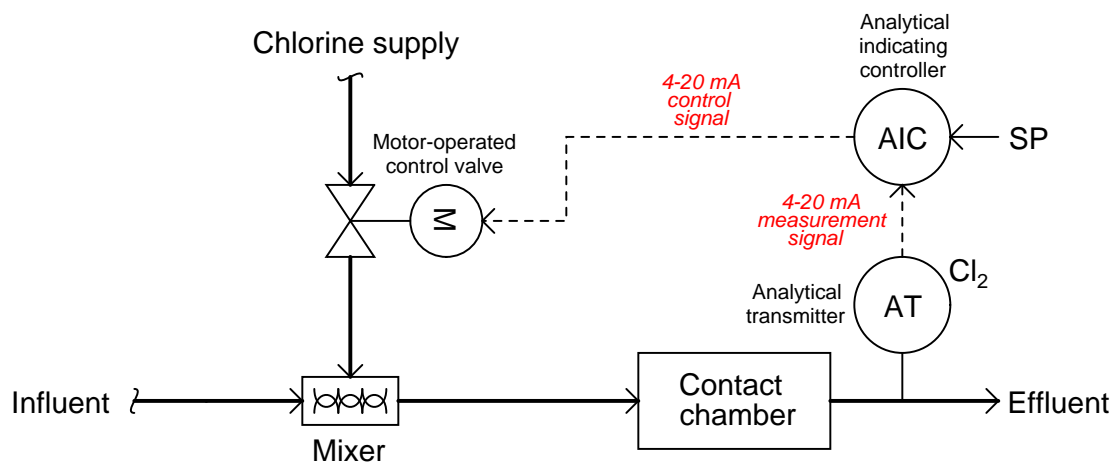 Chlorine supply
Analytical
indicating
controller
4-20 mA
control
signal
AIC
SP
Motor-operated
control valve
M
4-20 mA
measurement
signal
Cl2
Analytical
transmitter
AT
Influent
Contact
chamber
Effluent
Mixer